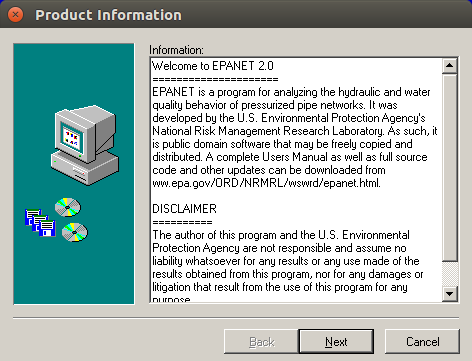 Product Information
Information:
Welcome to EPANET 2.0
=====================
EPANET is a program for analyzing the hydraulic and water
quality behavior of pressurized pipe networks. It was
developed by the U.S. Environmental Protection Agency's
National Risk Management Research Laboratory. As such, it
is public domain software that may be freely copied and
distributed. A complete Users Manual as well as full source
code and other updates can be downloaded from
ww.epa.gov/ORD/NRMRL/wswrd/epanet.html.
DISCLAIMER
==========
The author of this program and the U.S. Environmental
Protection Agency are not responsible and assume no
liability whatsoever for any results or any use made of the
results obtained from this program, nor for any damages or
litigation that result from the use of this program for any
purpose.
Back
Next
Cancel